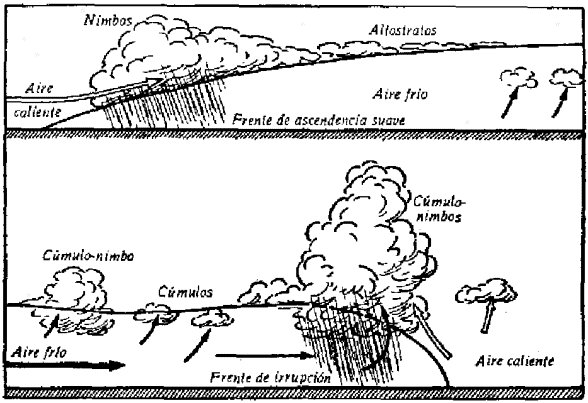 Nimbos
Altostratos
Aire
caliente
Aire frío
Frente de ascendencia suave
Cúmulo-
nimbos
Cúmulo-nimbo
Cúmulos
Aire frío
Frente de irrupción
Aire caliente